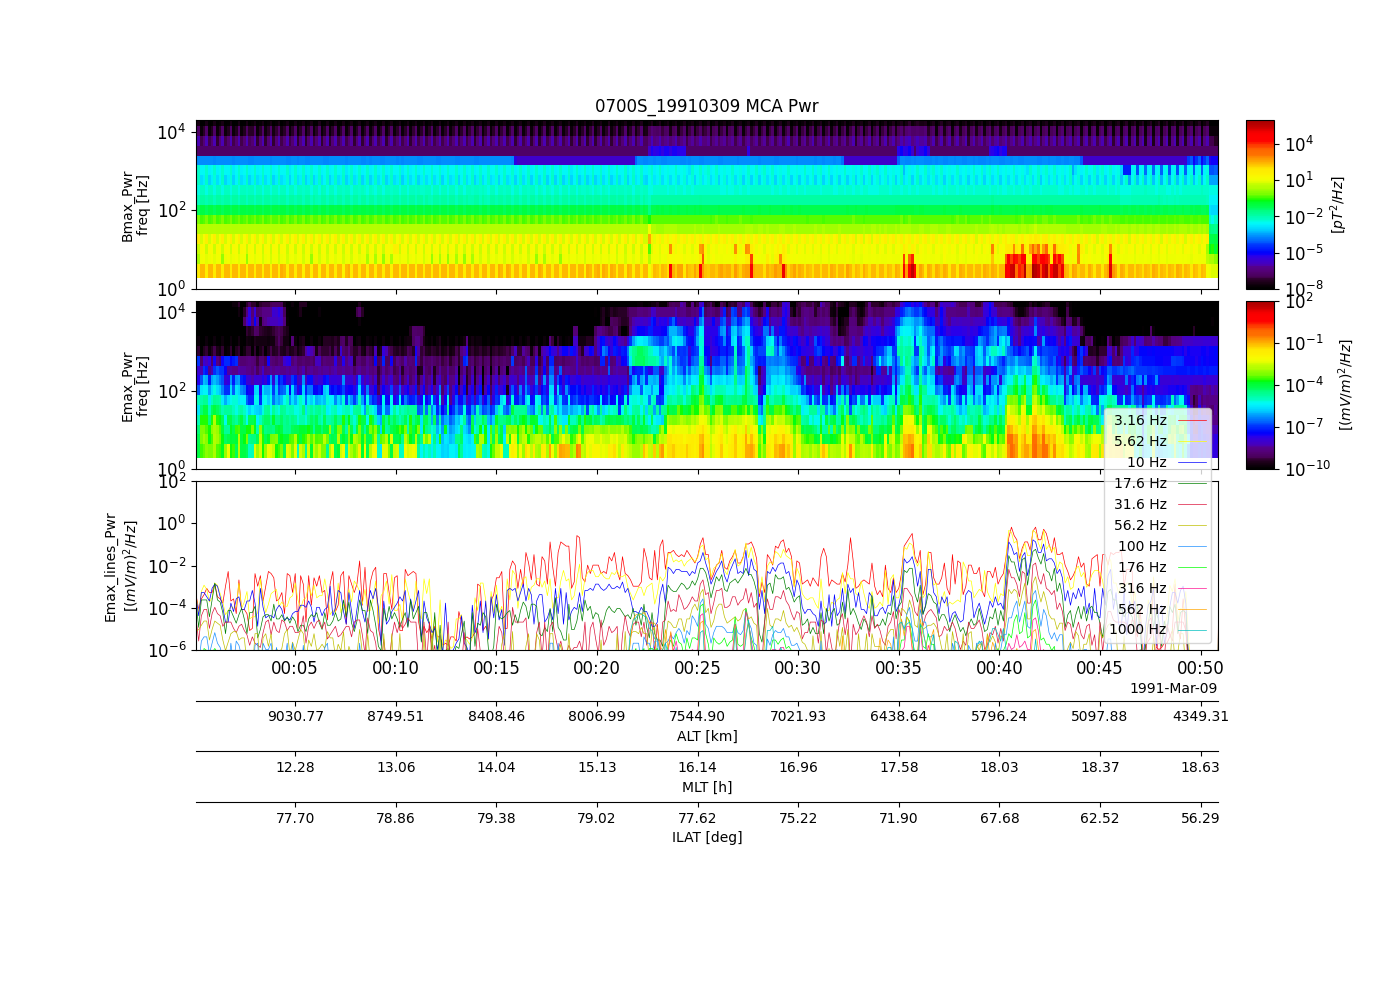 0700S_19910309 MCA Pwr
10^4
10^2
10^0
Bmax_Pwr
freq [Hz]
10^4
10^1
10^-2
10^-5
10^-8
[pT^2/Hz]
10^4
10^2
10^0
Emax_Pwr
freq [Hz]
10^2
10^-1
10^-4
10^-7
10^-10
[(mV/m)^2/Hz]
10^2
10^0
10^-2
10^-4
10^-6
Emax_lines_Pwr
[(mV/m)^2/Hz]
3.16 Hz
5.62 Hz
10 Hz
17.6 Hz
31.6 Hz
56.2 Hz
100 Hz
176 Hz
316 Hz
562 Hz
1000 Hz
00:05 00:10 00:15 00:20 00:25 00:30 00:35 00:40 00:45 00:50
1991-Mar-09
9030.77 8749.51 8408.46 8006.99 7544.90 7021.93 6438.64 5796.24 5097.88 4349.31
ALT [km]
12.28 13.06 14.04 15.13 16.14 16.96 17.58 18.03 18.37 18.63
MLT [h]
77.70 78.86 79.38 79.02 77.62 75.22 71.90 67.68 62.52 56.29
ILAT [deg]